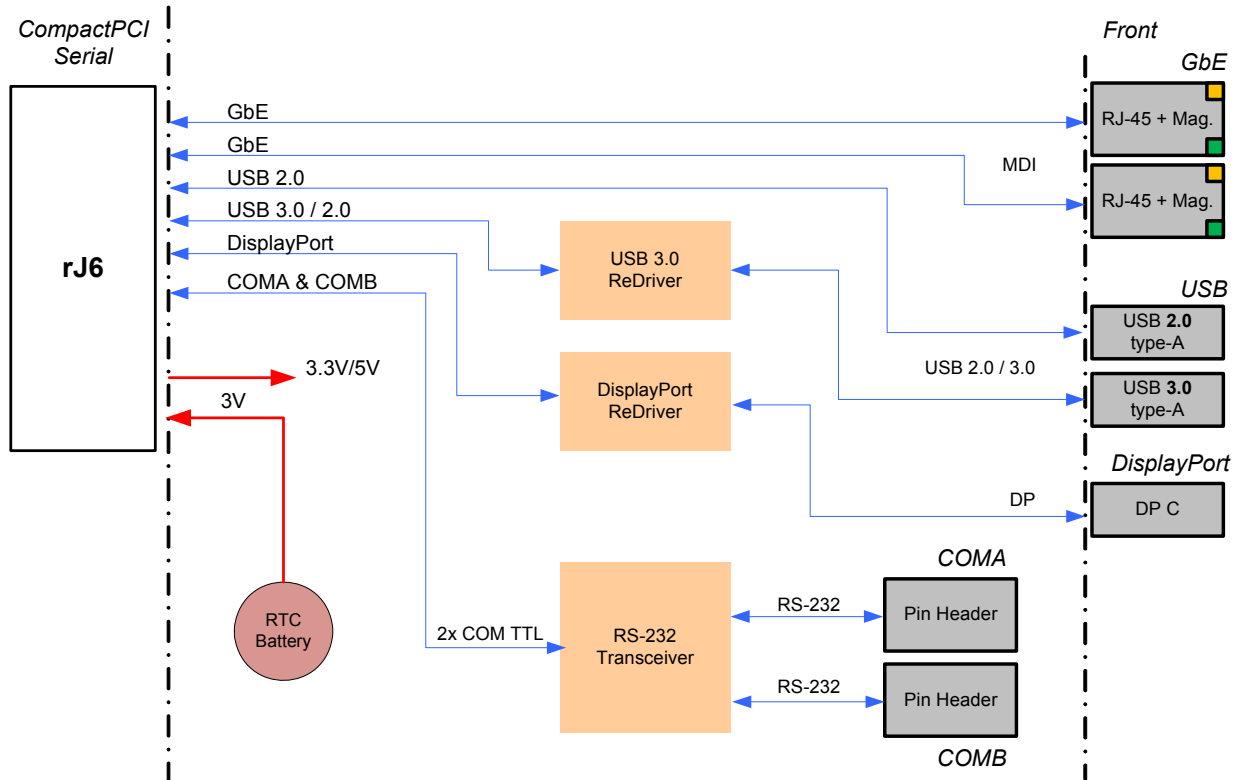 CompactPCI
Serial
Front
GbE
GbE
RJ-45 + Mag.
GbE
MDI
USB 2.0
RJ-45 + Mag.
USB 3.0 / 2.0
DisplayPort
USB 3.0
ReDriver
rJ6
COMA & COMB
USB
USB 2.0
type-A
3.3V/5V
USB 2.0 / 3.0
DisplayPort
ReDriver
USB 3.0
type-A
3V
DisplayPort
DP
DP C
COMA
RS-232
Pin Header
RTC
Battery
2x COM TTL
RS-232
Transceiver
RS-232
Pin Header
COMB